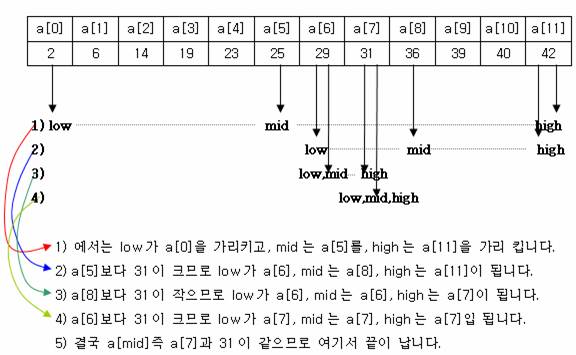 a[0] a[1] a[2] a[3] a[4] a[5] a[6] a[7] a[8] a[9] a[10] a[11]
2 6 14 19 23 25 29 31 36 39 40 42
1) low mid high
2) low mid high
3) low,mid high
4) low,mid,high
1) 에서는 low가 a[0]을 가리키고, mid는 a[5]를, high는 a[11]을 가리 킵니다.
2) a[5]보다 31이 크므로 low가 a[6], mid는 a[8], high는 a[11]이 됩니다.
3) a[8]보다 31이 작으므로 low가 a[6], mid는 a[6], high는 a[7]이 됩니다.
4) a[6]보다 31이 크므로 low가 a[7], mid는 a[7], high는 a[7]입 됩니다.
5) 결국 a[mid]즉 a[7]과 31이 같으므로 여기서 끝이 납니다.